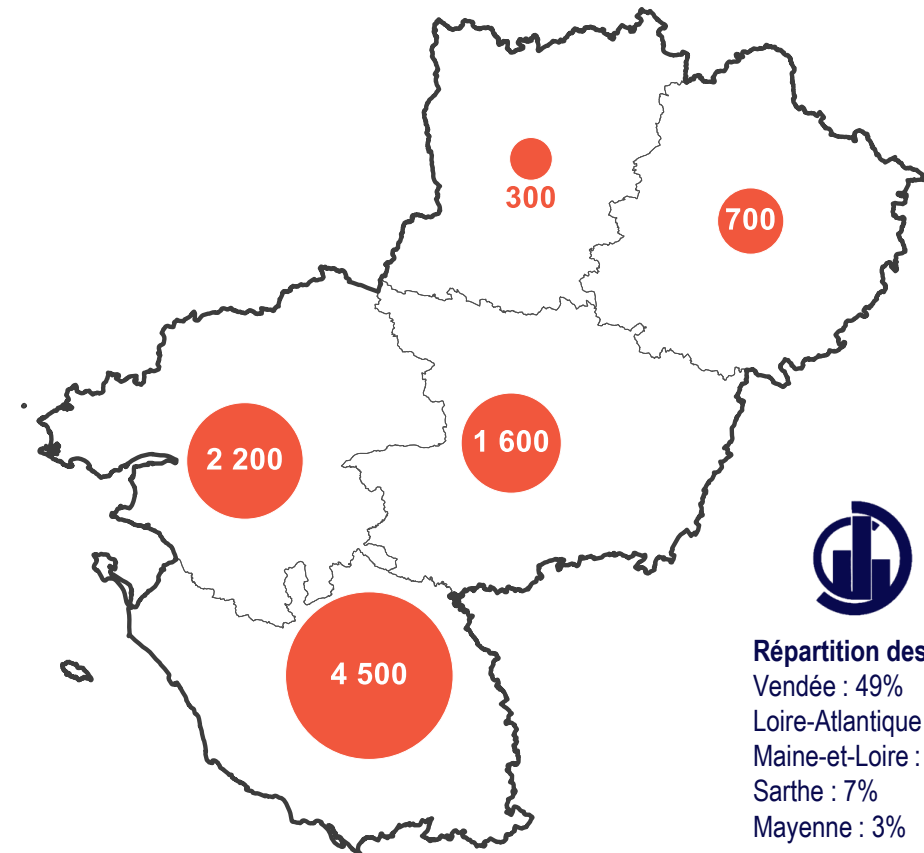 300
700
2 200
1 600
4 500
Répartition des
Vendée : 49%
Loire-Atlantique
Maine-et-Loire :
Sarthe : 7%
Mayenne : 3%